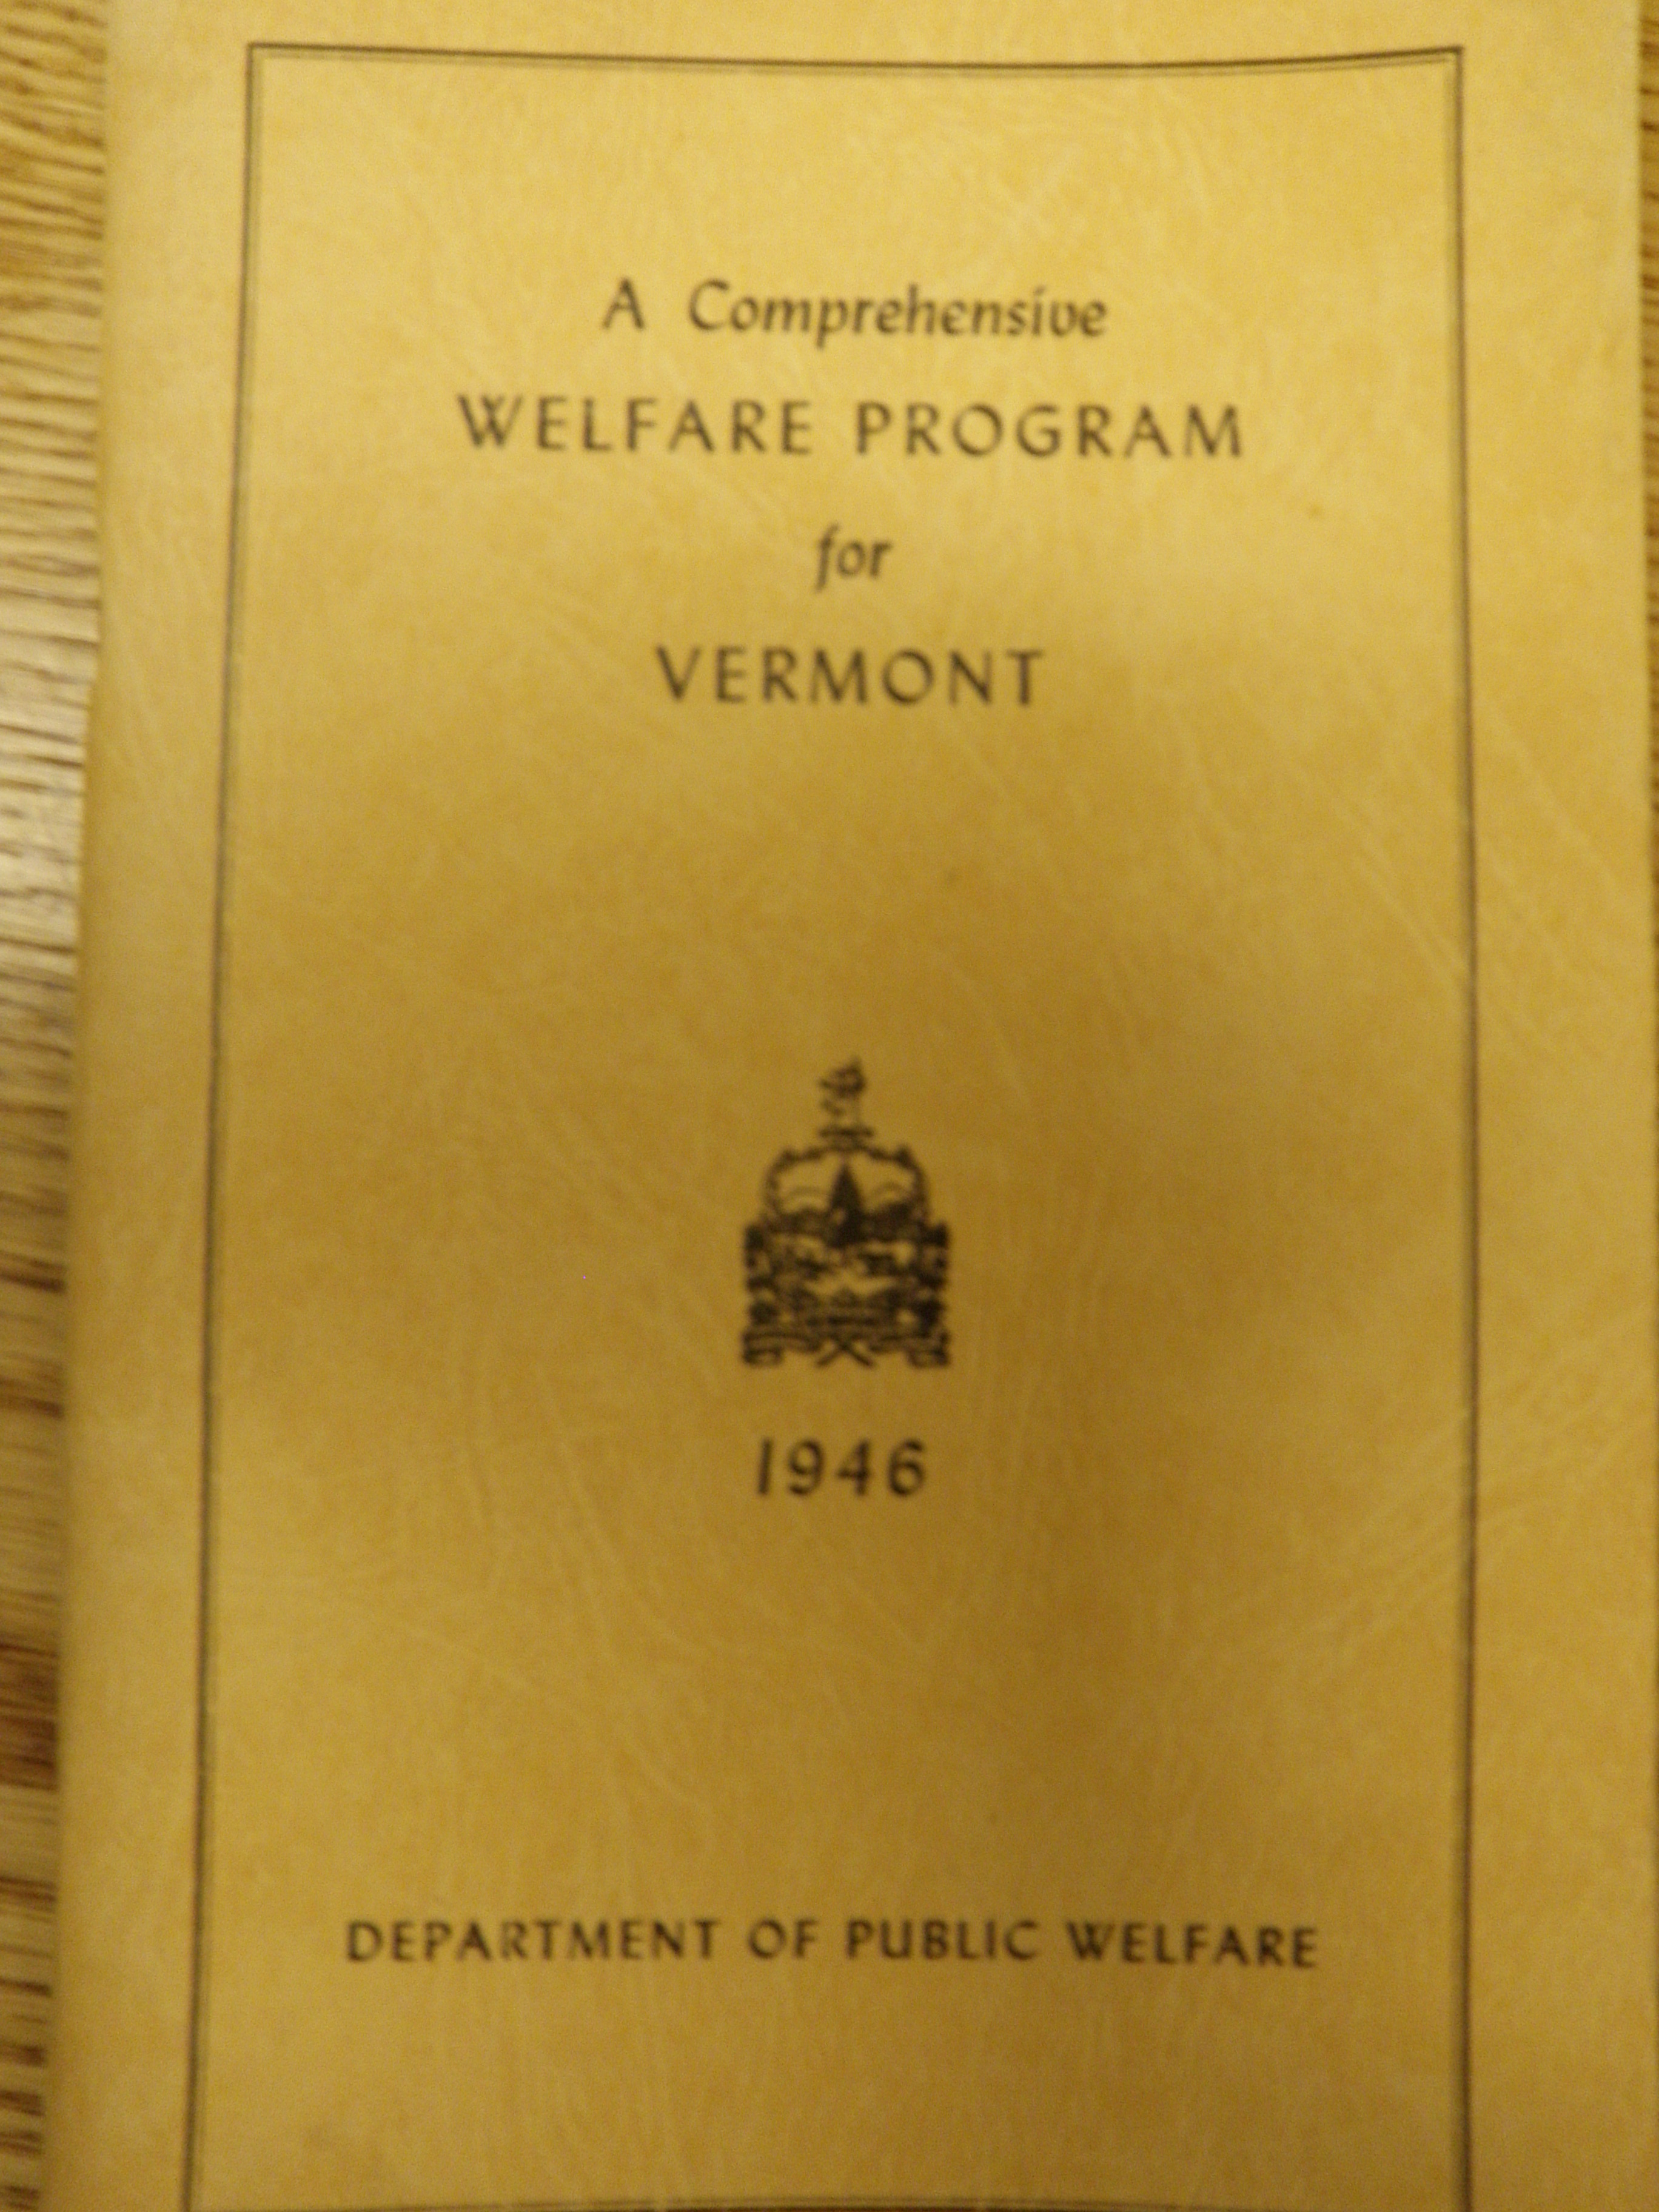 A Comprehensive
WELFARE PROGRAM
for
VERMONT
1946
DEPARTMENT OF PUBLIC WELFARE